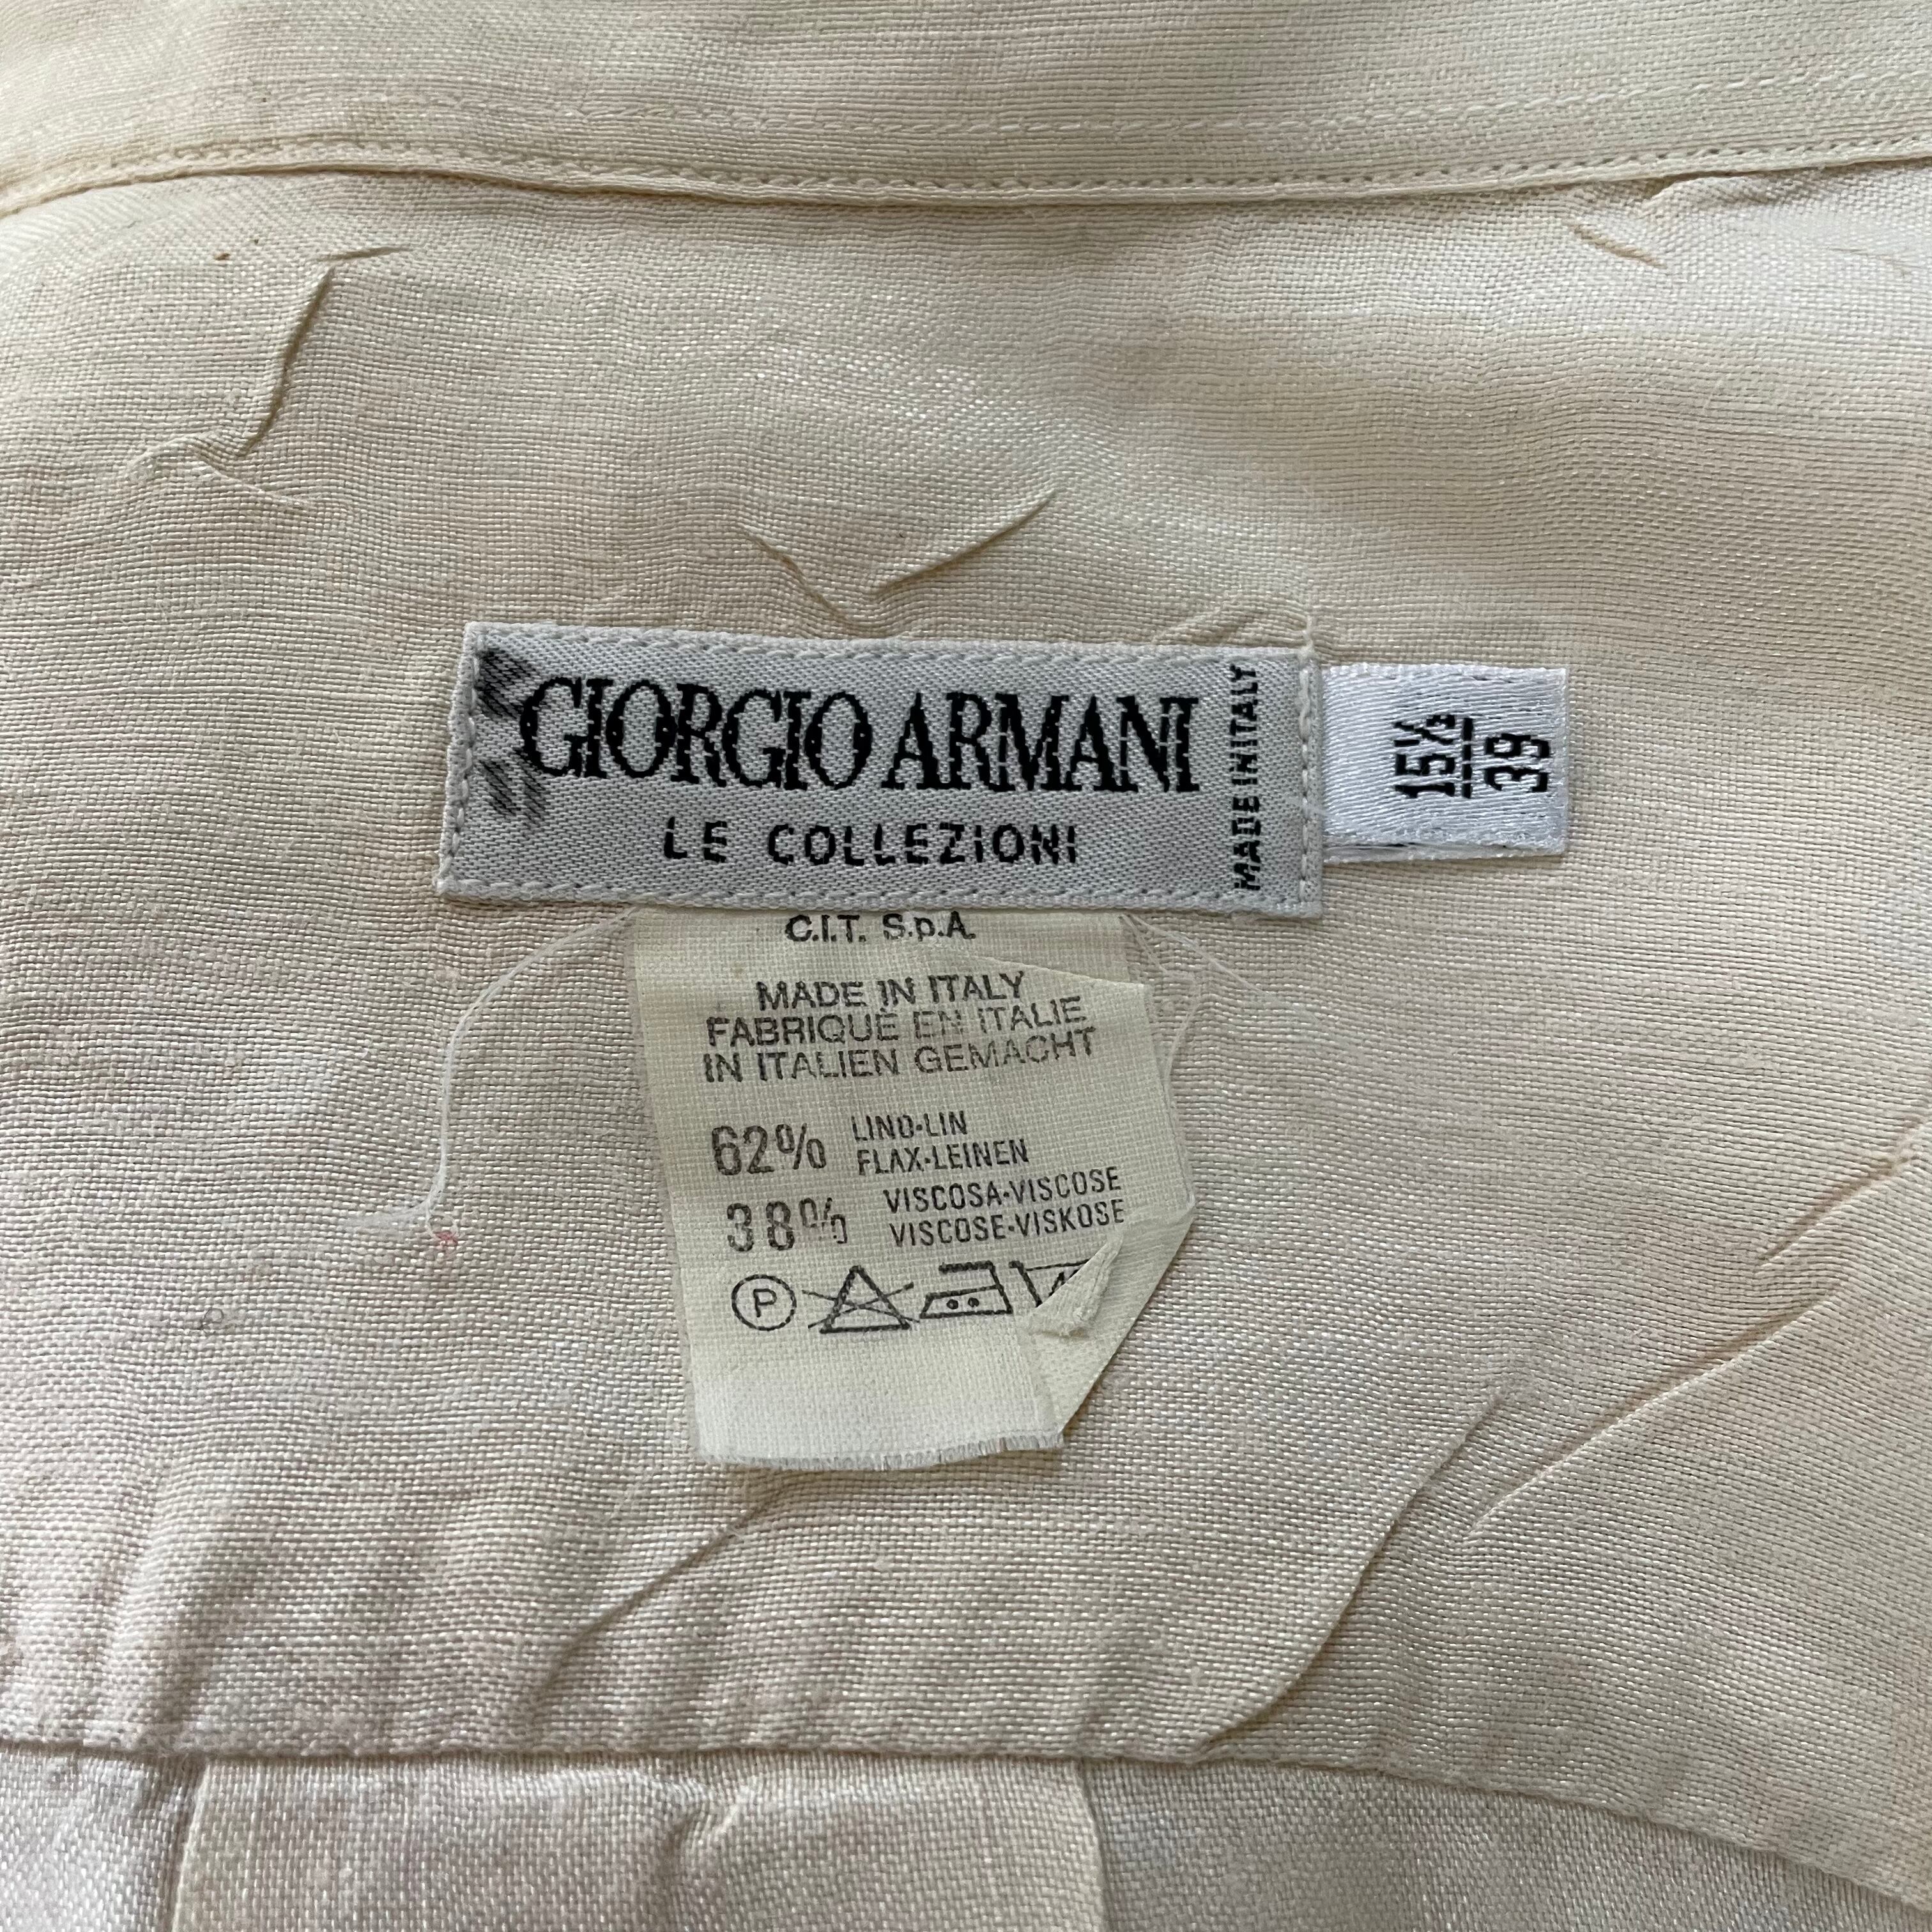 GIORGIO ARMANI
LE COLLEZIONI
MADE IN ITALY
15½
39
C.I.T. S.p.A.
MADE IN ITALY
FABRIQUÉ EN ITALIE
IN ITALIEN GEMACHT
62% LINO-LIN
FLAX-LEINEN
38% VISCOSA-VISCOSE
VISCOSE-VISKOSE
P